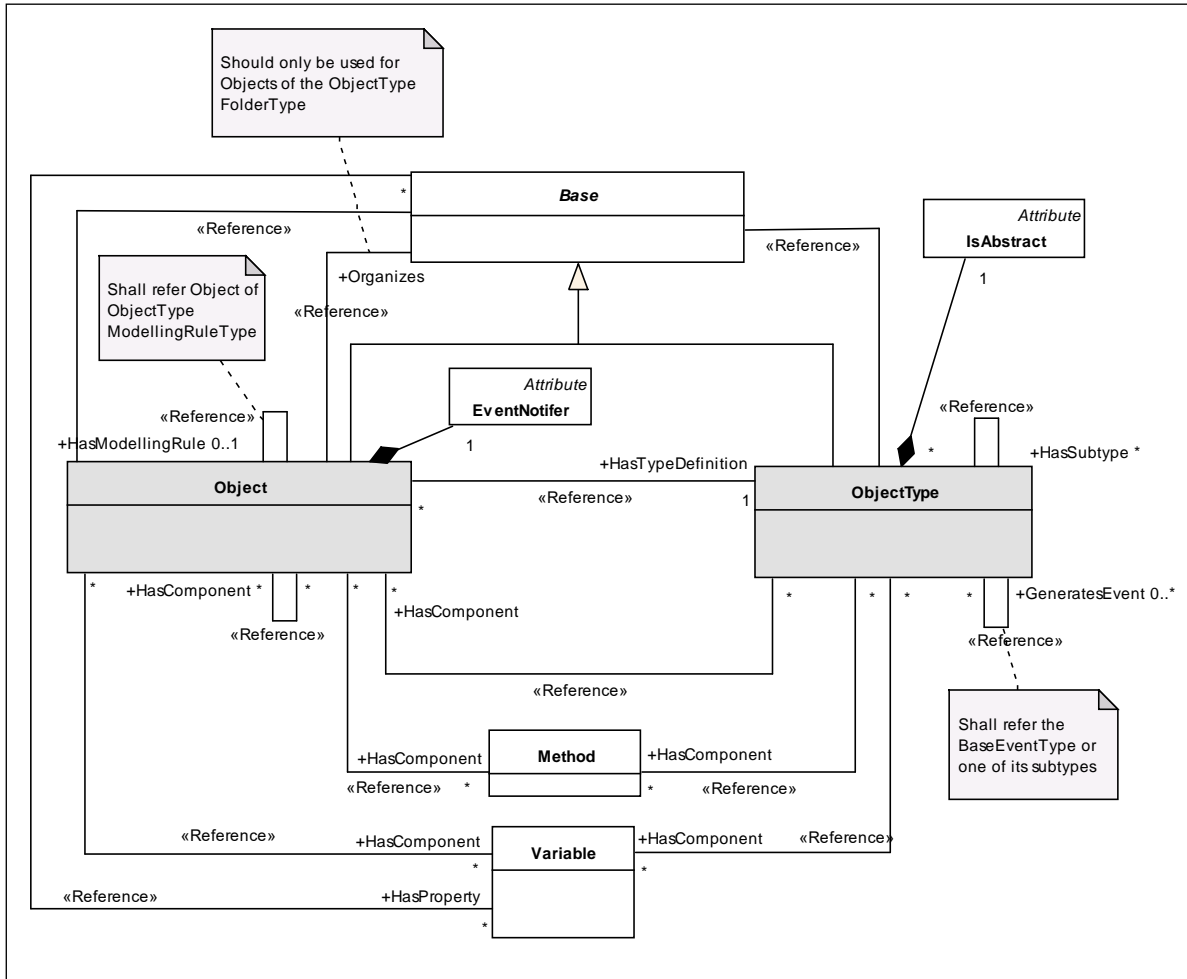 Should only be used for
Objects of the ObjectType
FolderType
*
Base
«Reference»
«Reference»
Attribute
IsAbstract
1
+Organizes
«Reference»
Shall refer Object of
ObjectType
ModellingRuleType
Attribute
EventNotifer
1
«Reference»
+HasModellingRule 0..1
«Reference»
*
+HasSubtype *
+HasTypeDefinition
Object
*
«Reference»
1
ObjectType
*
+HasComponent *
*
*
*
+HasComponent
«Reference»
*
*
*
*
+GeneratesEvent 0..*
«Reference»
«Reference»
Shall refer the
BaseEventType or
one of its subtypes
+HasComponent
Method
+HasComponent
«Reference»
*
*
«Reference»
«Reference»
+HasComponent
Variable
+HasComponent
«Reference»
*
*
«Reference»
+HasProperty
*